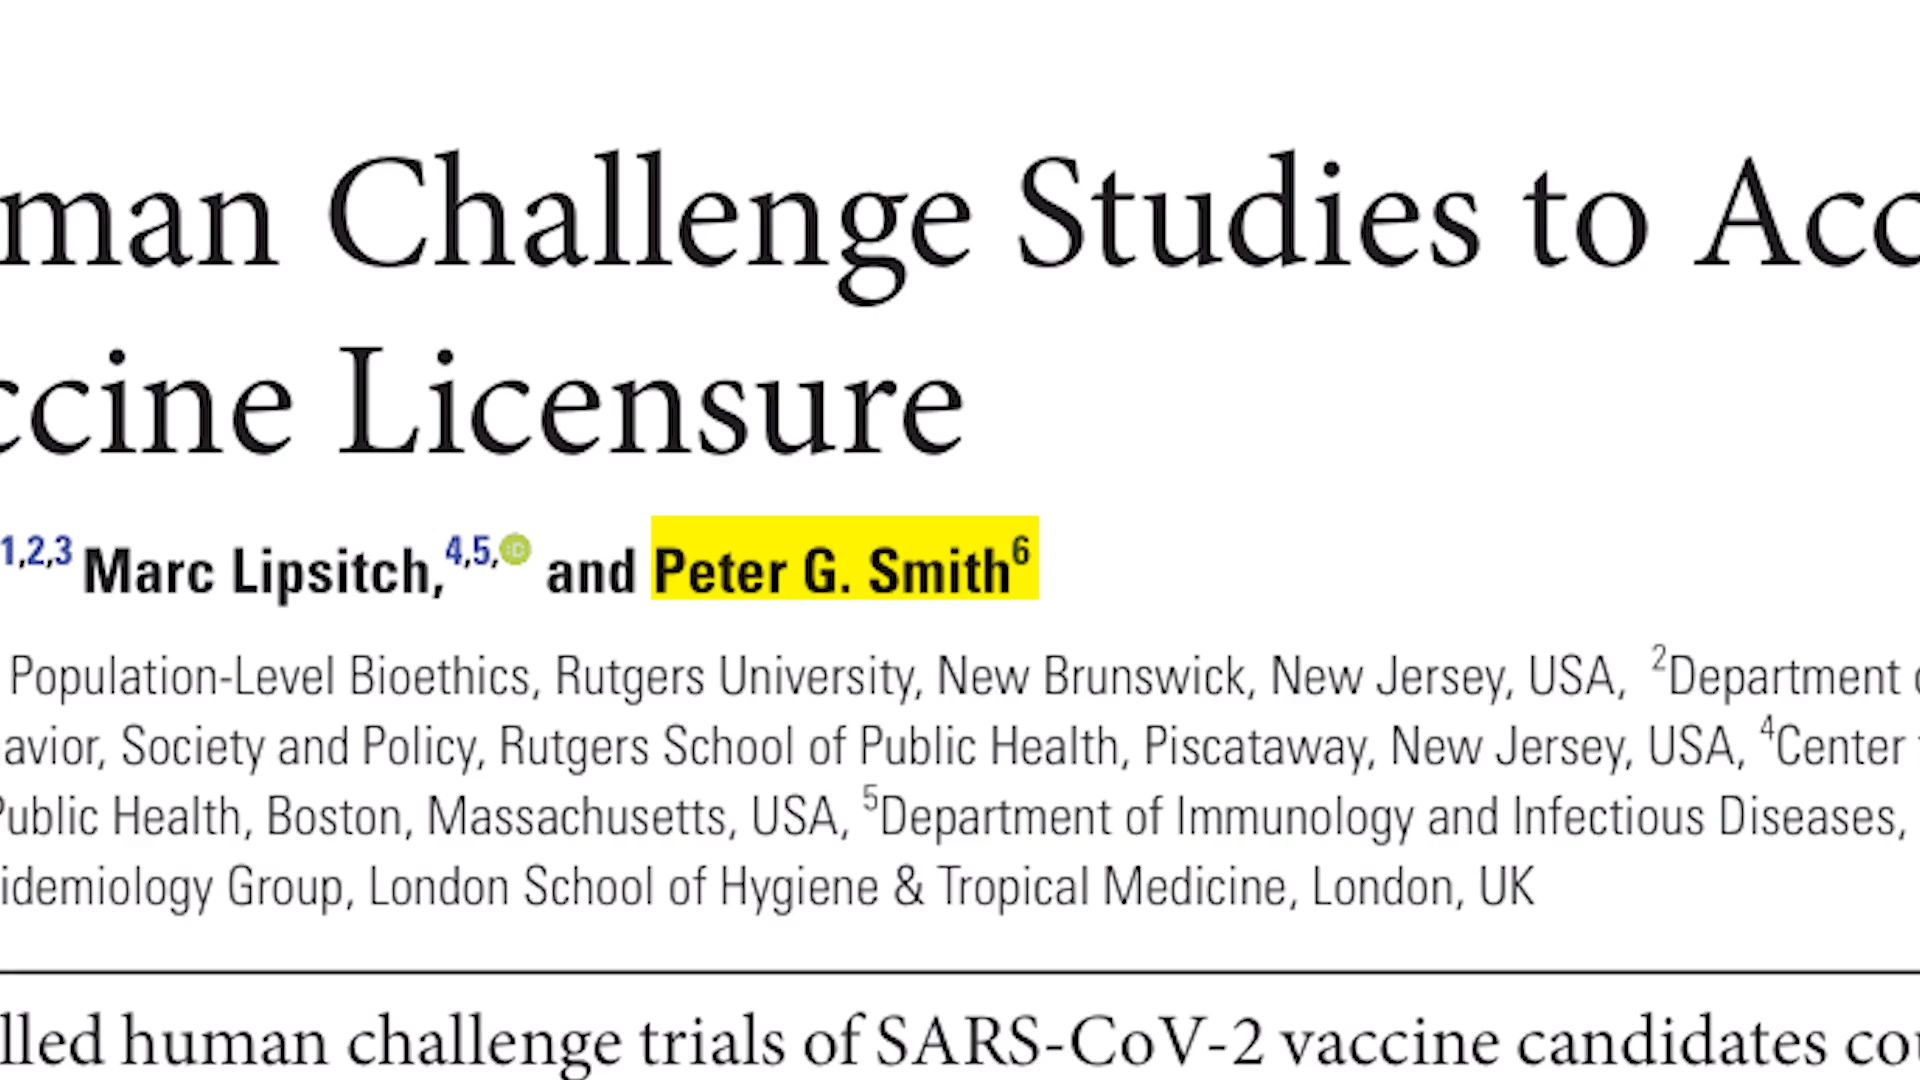 man Challenge Studies to Acc
ccine Licensure
1,2,3 Marc Lipsitch,4,5, and Peter G. Smith6
Population-Level Bioethics, Rutgers University, New Brunswick, New Jersey, USA, 2Department
avior, Society and Policy, Rutgers School of Public Health, Piscataway, New Jersey, USA, 4Center
Public Health, Boston, Massachusetts, USA, 5Department of Immunology and Infectious Diseases,
idemiology Group, London School of Hygiene & Tropical Medicine, London, UK
lled human challenge trials of SARS-CoV-2 vaccine candidates cou